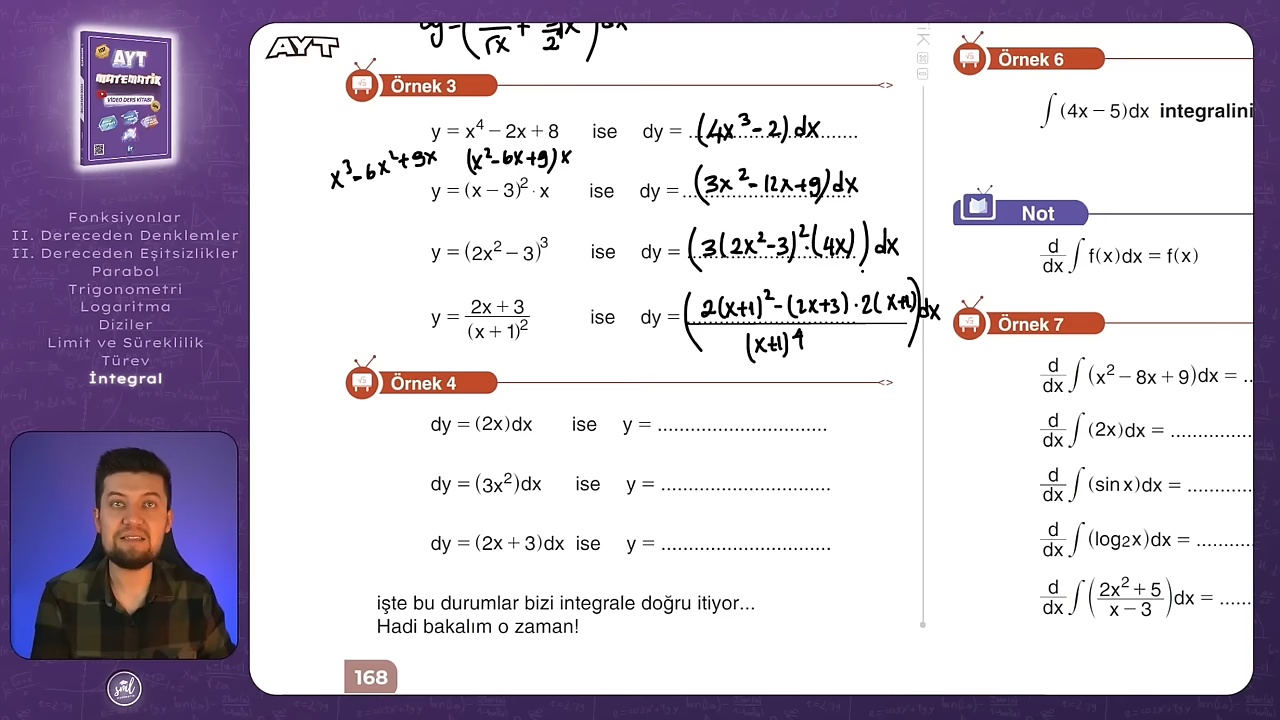 AYT
MATEMATİK
VİDEO DERS KİTABI
Fonksiyonlar
II. Dereceden Denklemler
II. Dereceden Eşitsizlikler
Parabol
Trigonometri
Logaritma
Diziler
Limit ve Süreklilik
Türev
İntegral
sml
AYT
Örnek 3
y = x⁴ − 2x + 8 ise dy = (4x³ − 2) dx
x³ − 6x² + 9x (x² − 6x + 9) x
y = (x − 3)² · x ise dy = (3x² − 12x + 9) dx
y = (2x² − 3)³ ise dy = (3(2x² − 3)² · (4x)) dx
y = (2x + 3)/(x + 1)² ise dy = ((2(x+1)² − (2x+3) · 2(x+1))/(x+1)⁴) dx
Örnek 4
dy = (2x)dx ise y = ..............................
dy = (3x²)dx ise y = ..............................
dy = (2x + 3)dx ise y = ..............................
işte bu durumlar bizi integrale doğru itiyor...
Hadi bakalım o zaman!
168
Örnek 6
∫ (4x − 5)dx integralini
Not
d/dx ∫ f(x)dx = f(x)
Örnek 7
d/dx ∫ (x² − 8x + 9)dx = ..
d/dx ∫ (2x)dx = ..............
d/dx ∫ (sinx)dx = ...........
d/dx ∫ (log2x)dx = ..........
d/dx ∫ ((2x² + 5)/(x − 3))dx = ......